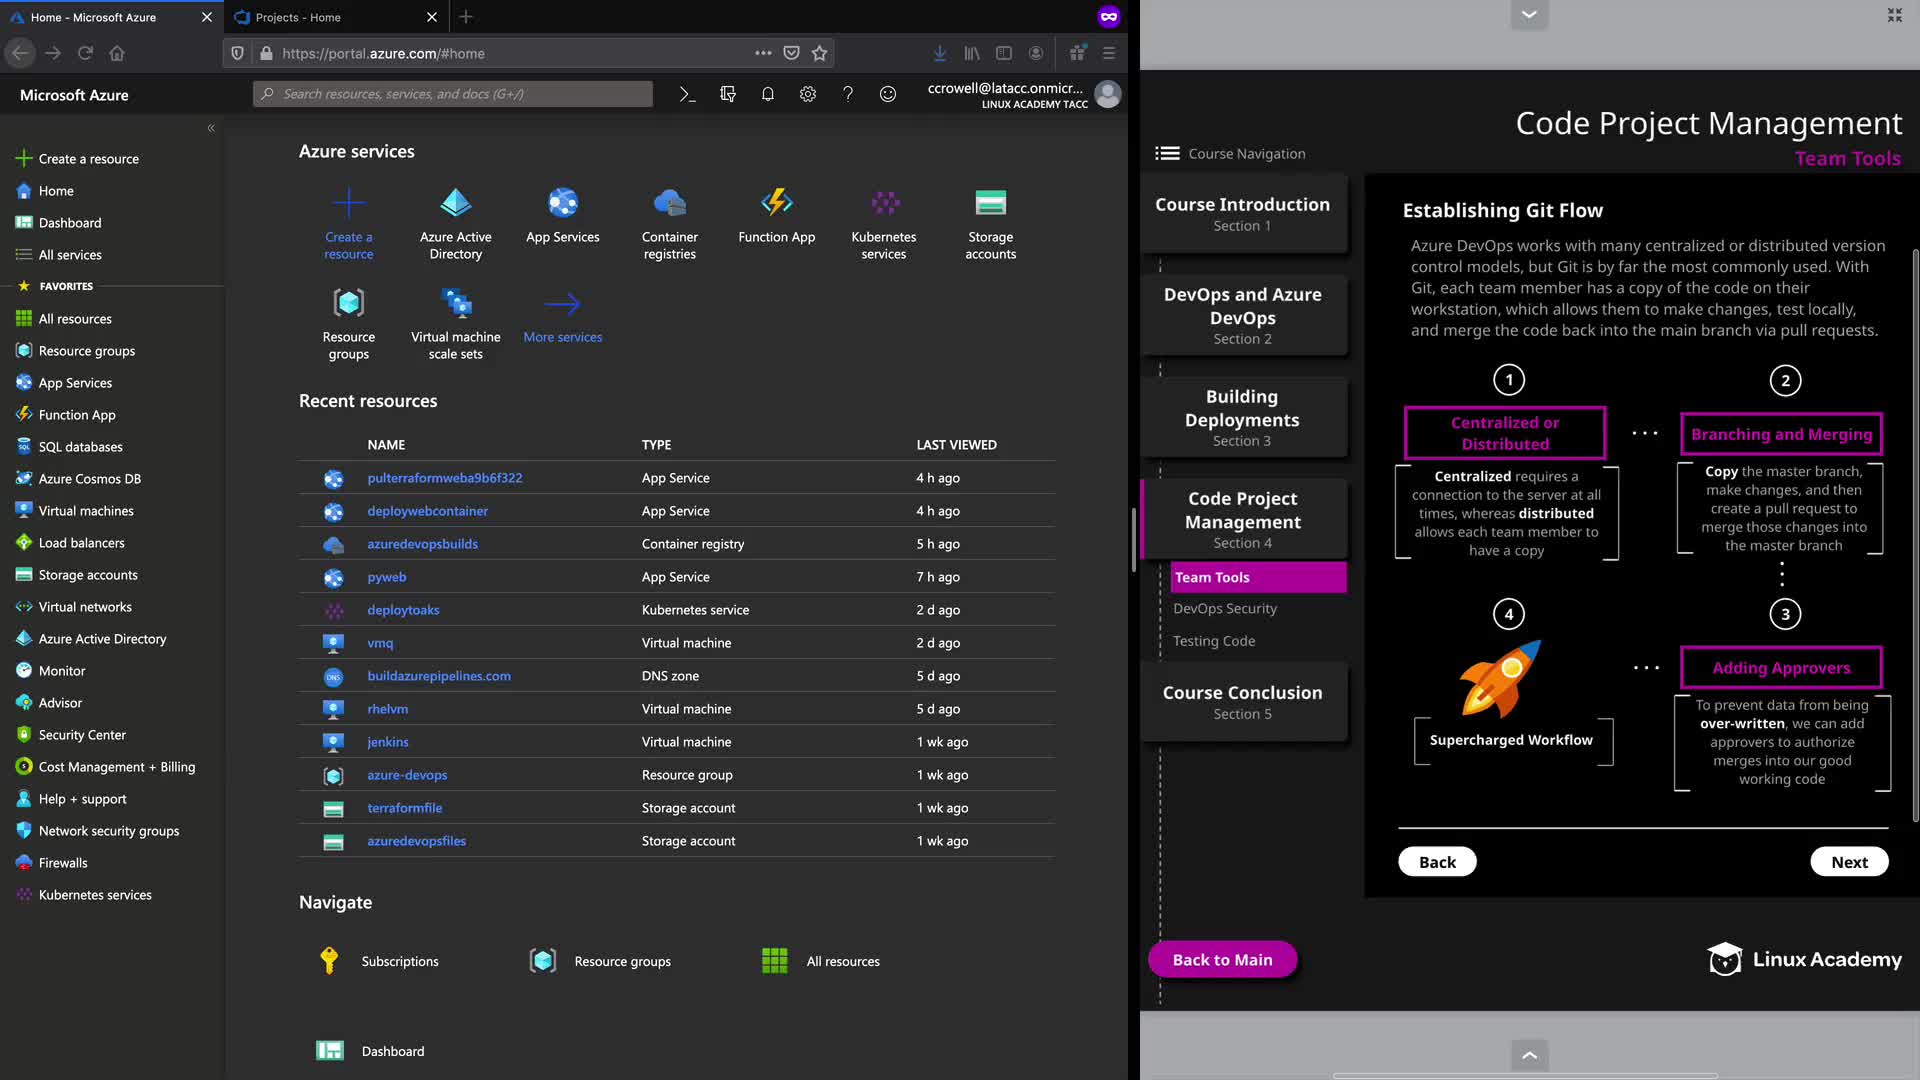 Home - Microsoft Azure
Projects - Home
https://portal.azure.com/#home
Microsoft Azure
Search resources, services, and docs (G+/)
ccrowell@latacc.onmicr...
LINUX ACADEMY TACC
Create a resource
Home
Dashboard
All services
FAVORITES
All resources
Resource groups
App Services
Function App
SQL databases
Azure Cosmos DB
Virtual machines
Load balancers
Storage accounts
Virtual networks
Azure Active Directory
Monitor
Advisor
Security Center
Cost Management + Billing
Help + support
Network security groups
Firewalls
Kubernetes services
Azure services
Create a
resource
Azure Active
Directory
App Services
Container
registries
Function App
Kubernetes
services
Storage
accounts
Resource
groups
Virtual machine
scale sets
More services
Recent resources
NAME TYPE LAST VIEWED
pulterraformweba9b6f322 App Service 4 h ago
deploywebcontainer App Service 4 h ago
azuredevopsbuilds Container registry 5 h ago
pyweb App Service 7 h ago
deploytoaks Kubernetes service 2 d ago
vmq Virtual machine 2 d ago
DNS buildazurepipelines.com DNS zone 5 d ago
rhelvm Virtual machine 5 d ago
jenkins Virtual machine 1 wk ago
azure-devops Resource group 1 wk ago
terraformfile Storage account 1 wk ago
azuredevopsfiles Storage account 1 wk ago
Navigate
Subscriptions
Resource groups
All resources
Dashboard
Code Project Management
Team Tools
Course Navigation
Course Introduction
Section 1
DevOps and Azure
DevOps
Section 2
Building
Deployments
Section 3
Code Project
Management
Section 4
Team Tools
DevOps Security
Testing Code
Course Conclusion
Section 5
Back to Main
Establishing Git Flow
Azure DevOps works with many centralized or distributed version
control models, but Git is by far the most commonly used. With
Git, each team member has a copy of the code on their
workstation, which allows them to make changes, test locally,
and merge the code back into the main branch via pull requests.
1
Centralized or
Distributed
Centralized requires a
connection to the server at all
times, whereas distributed
allows each team member to
have a copy
2
Branching and Merging
Copy the master branch,
make changes, and then
create a pull request to
merge those changes into
the master branch
4
Supercharged Workflow
3
Adding Approvers
To prevent data from being
over-written, we can add
approvers to authorize
merges into our good
working code
Back
Next
Linux Academy